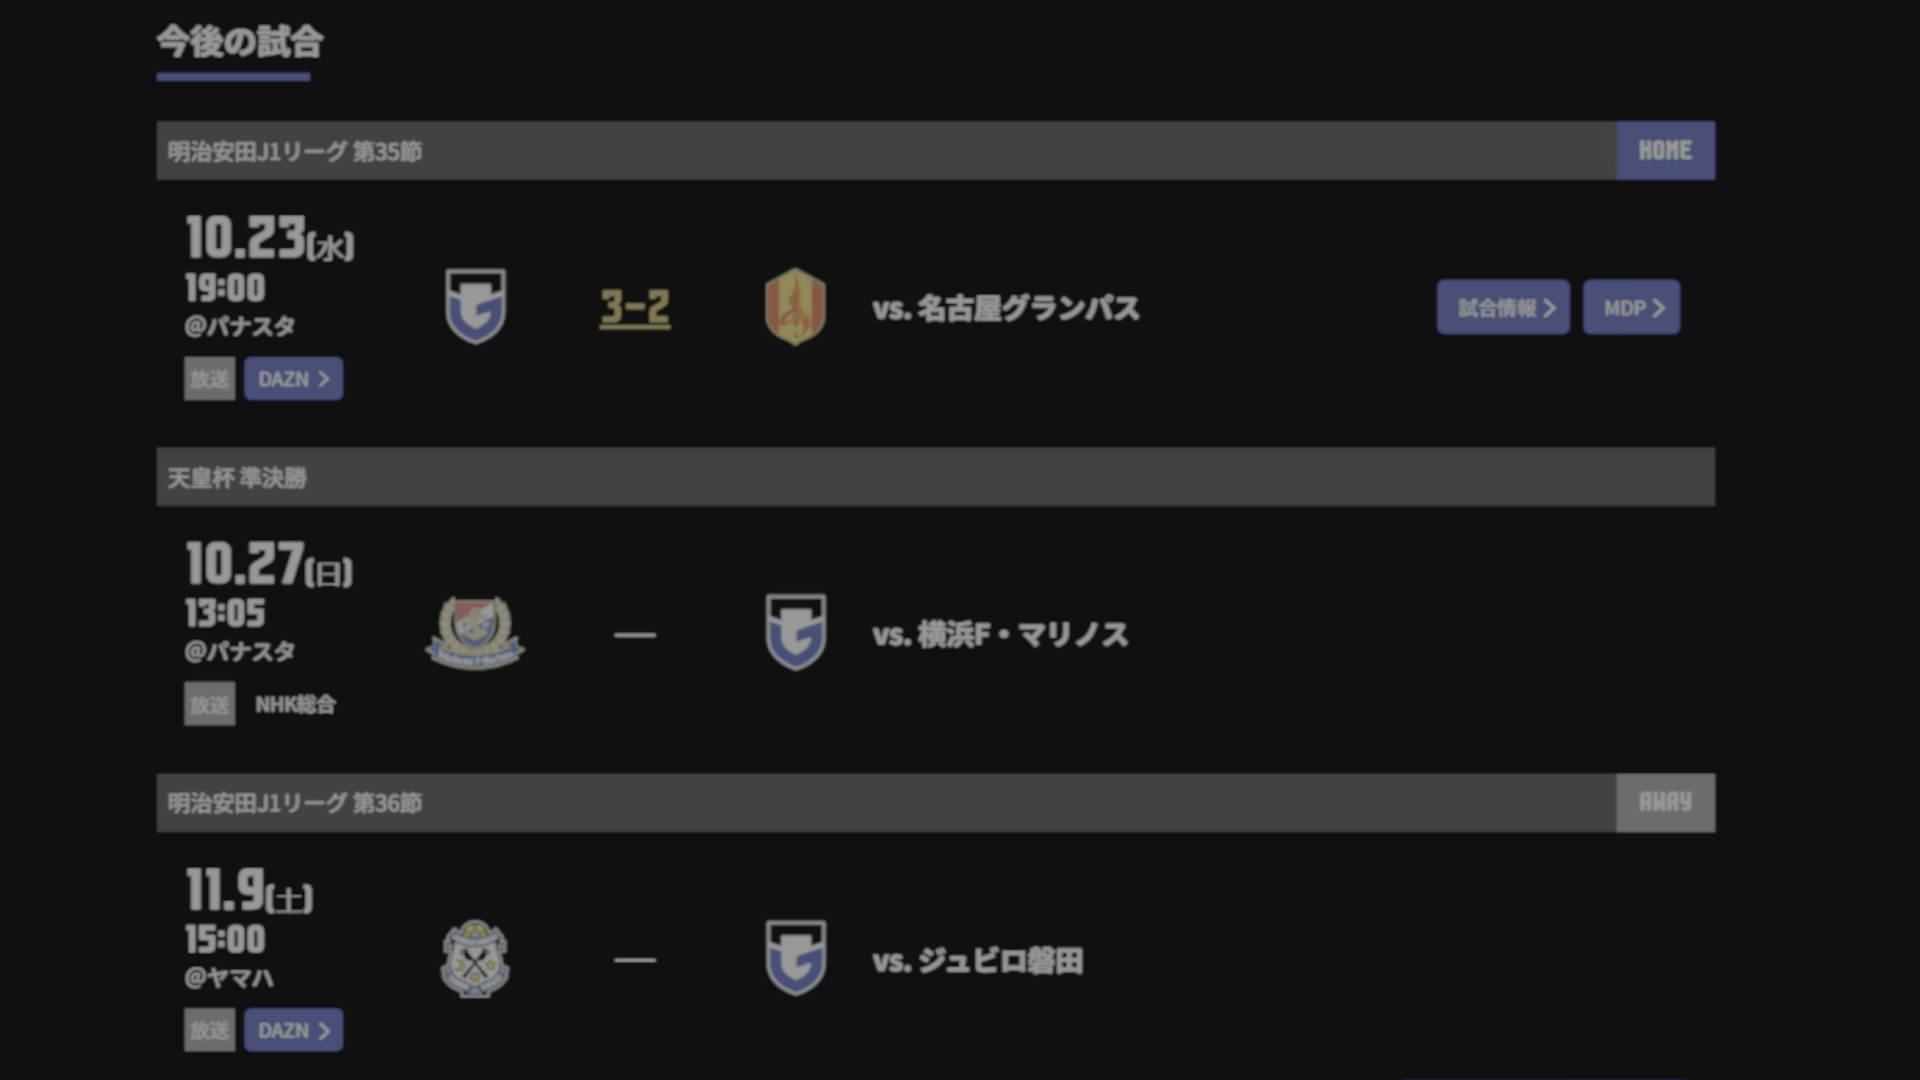 今後の試合
明治安田J1リーグ 第35節
HOME
10.23(水)
19:00
@パナスタ
3-2
vs. 名古屋グランパス
試合情報
MDP
放送
DAZN
天皇杯 準決勝
10.27(日)
13:05
@パナスタ
vs. 横浜F・マリノス
放送
NHK総合
明治安田J1リーグ 第36節
AWAY
11.9(土)
15:00
@ヤマハ
vs. ジュビロ磐田
放送
DAZN